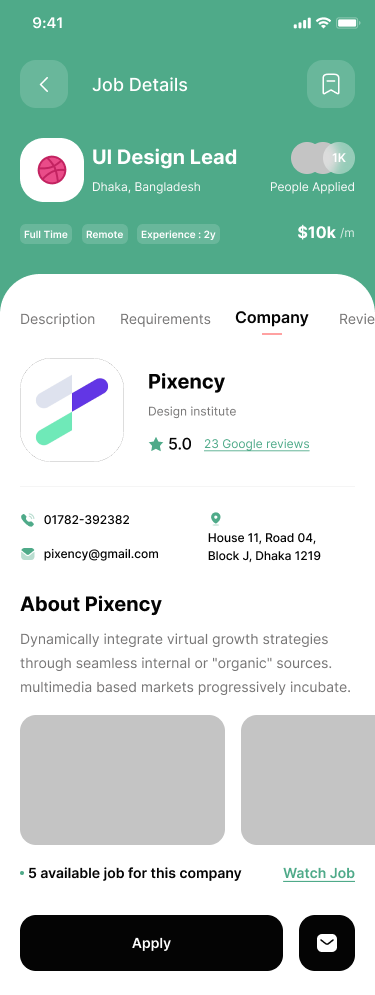 9:41
Job Details
UI Design Lead
1K
Dhaka, Bangladesh
People Applied
Full Time
Remote
Experience : 2y
$10k /m
Description
Requirements
Company
Revie
Pixency
Design institute
5.0
23 Google reviews
01782-392382
pixency@gmail.com
House 11, Road 04,
Block J, Dhaka 1219
About Pixency
Dynamically integrate virtual growth strategies
through seamless internal or "organic" sources.
multimedia based markets progressively incubate.
5 available job for this company
Watch Job
Apply